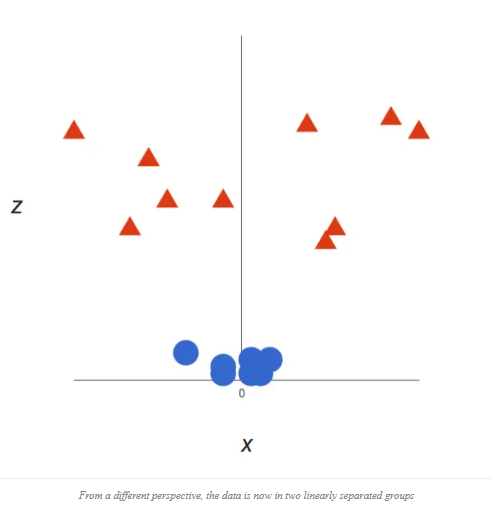 Z
0
X
From a different perspective, the data is now in two linearly separated groups